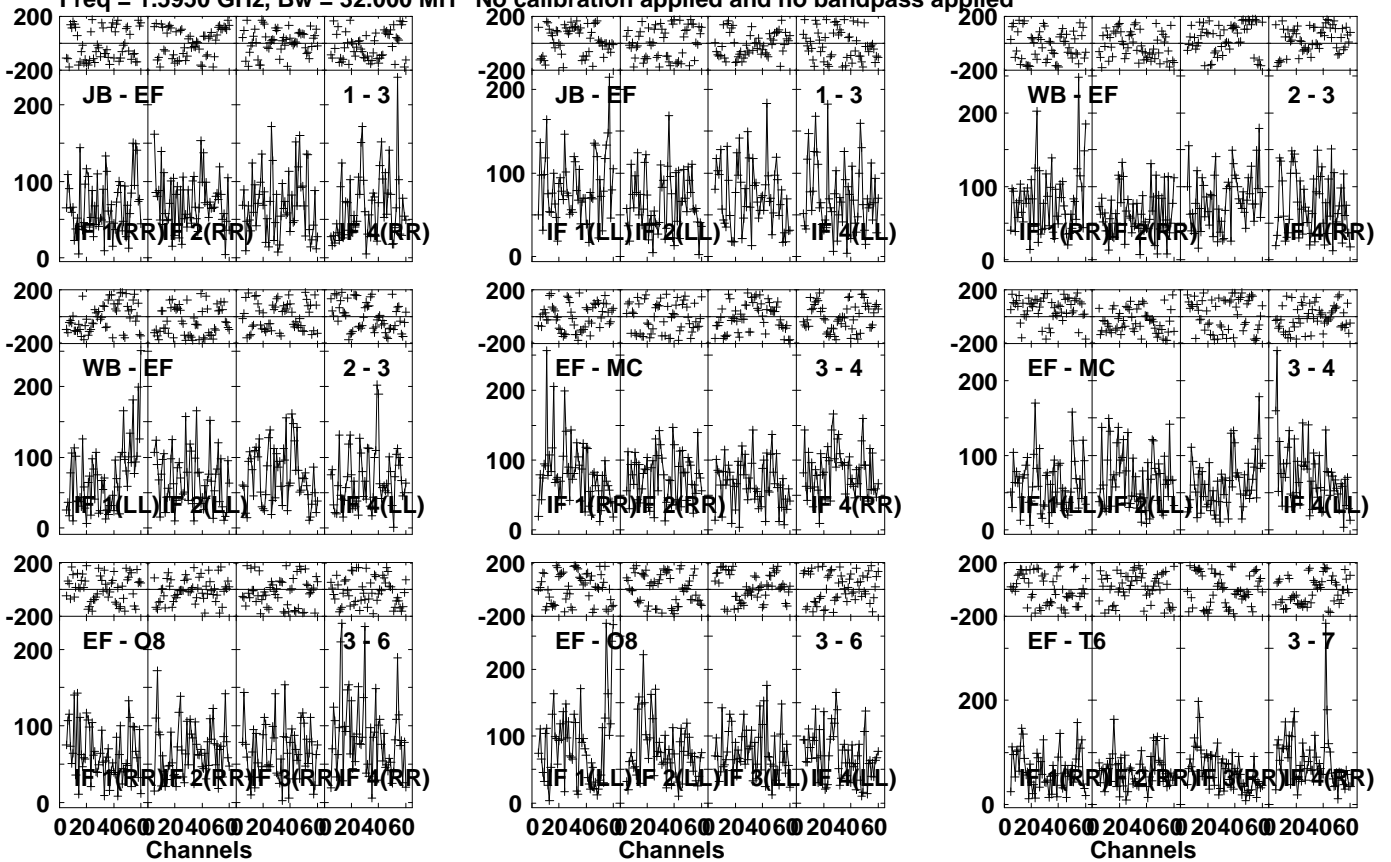 Freq = 1.5950 GHz, Bw = 32.000 MH No calibration applied and no bandpass applied
200
-200
200
100
0
JB - EF 1 - 3
IF 1(RR) IF 2(RR) IF 4(RR)
200
-200
200
100
0
JB - EF 1 - 3
IF 1(LL) IF 2(LL) IF 4(LL)
200
-200
200
100
0
WB - EF 2 - 3
IF 1(RR) IF 2(RR) IF 4(RR)
200
-200
200
100
0
WB - EF 2 - 3
IF 1(LL) IF 2(LL) IF 4(LL)
200
-200
200
100
0
EF - MC 3 - 4
IF 1(RR) IF 2(RR) IF 4(RR)
200
-200
200
100
0
EF - MC 3 - 4
IF 1(LL) IF 2(LL) IF 4(LL)
200
-200
200
100
0
EF - O8 3 - 6
IF 1(RR) IF 2(RR) IF 3(RR) IF 4(RR)
0 20 40 60 0 20 40 60 0 20 40 60 0 20 40 60
Channels
200
-200
200
100
0
EF - O8 3 - 6
IF 1(LL) IF 2(LL) IF 3(LL) IF 4(LL)
0 20 40 60 0 20 40 60 0 20 40 60 0 20 40 60
Channels
200
-200
200
0
EF - T6 3 - 7
IF 1(RR) IF 2(RR) IF 3(RR) IF 4(RR)
0 20 40 60 0 20 40 60 0 20 40 60 0 20 40 60
Channels